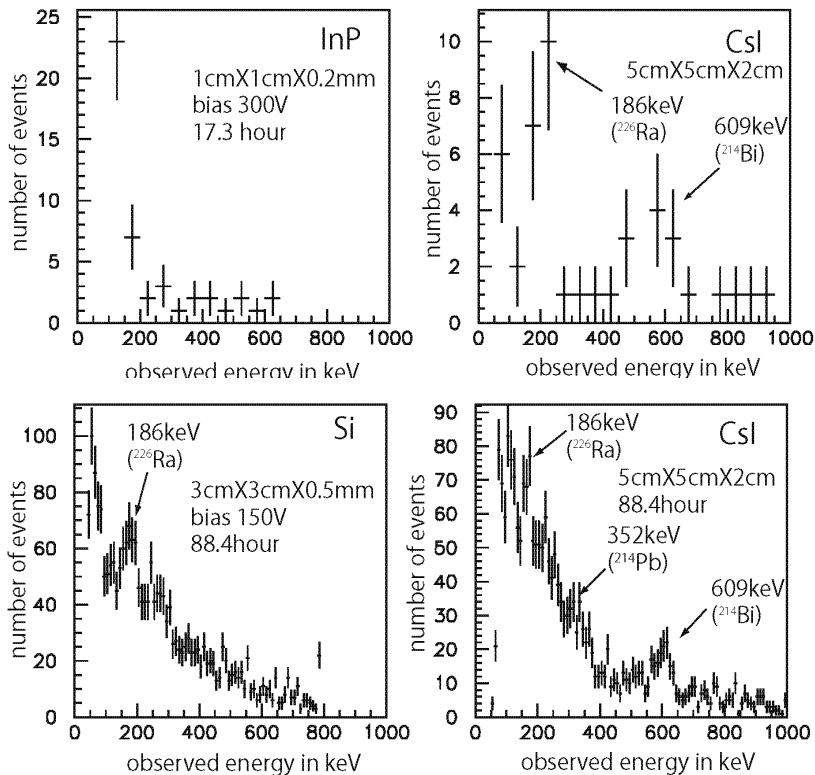 25
20
15
10
5
0
number of events
InP
1cmX1cmX0.2mm
bias 300V
17.3 hour
0 200 400 600 800 1000
observed energy in keV
10
8
6
4
2
0
number of events
CsI
5cmX5cmX2cm
186keV
(²²⁶Ra)
609keV
(²¹⁴Bi)
0 200 400 600 800 1000
observed energy in keV
100
80
60
40
20
0
number of events
Si
186keV
(²²⁶Ra)
3cmX3cmX0.5mm
bias 150V
88.4hour
0 200 400 600 800 1000
observed energy in keV
90
80
70
60
50
40
30
20
10
0
number of events
CsI
186keV
(²²⁶Ra)
5cmX5cmX2cm
88.4hour
352keV
(²¹⁴Pb)
609keV
(²¹⁴Bi)
0 200 400 600 800 1000
observed energy in keV